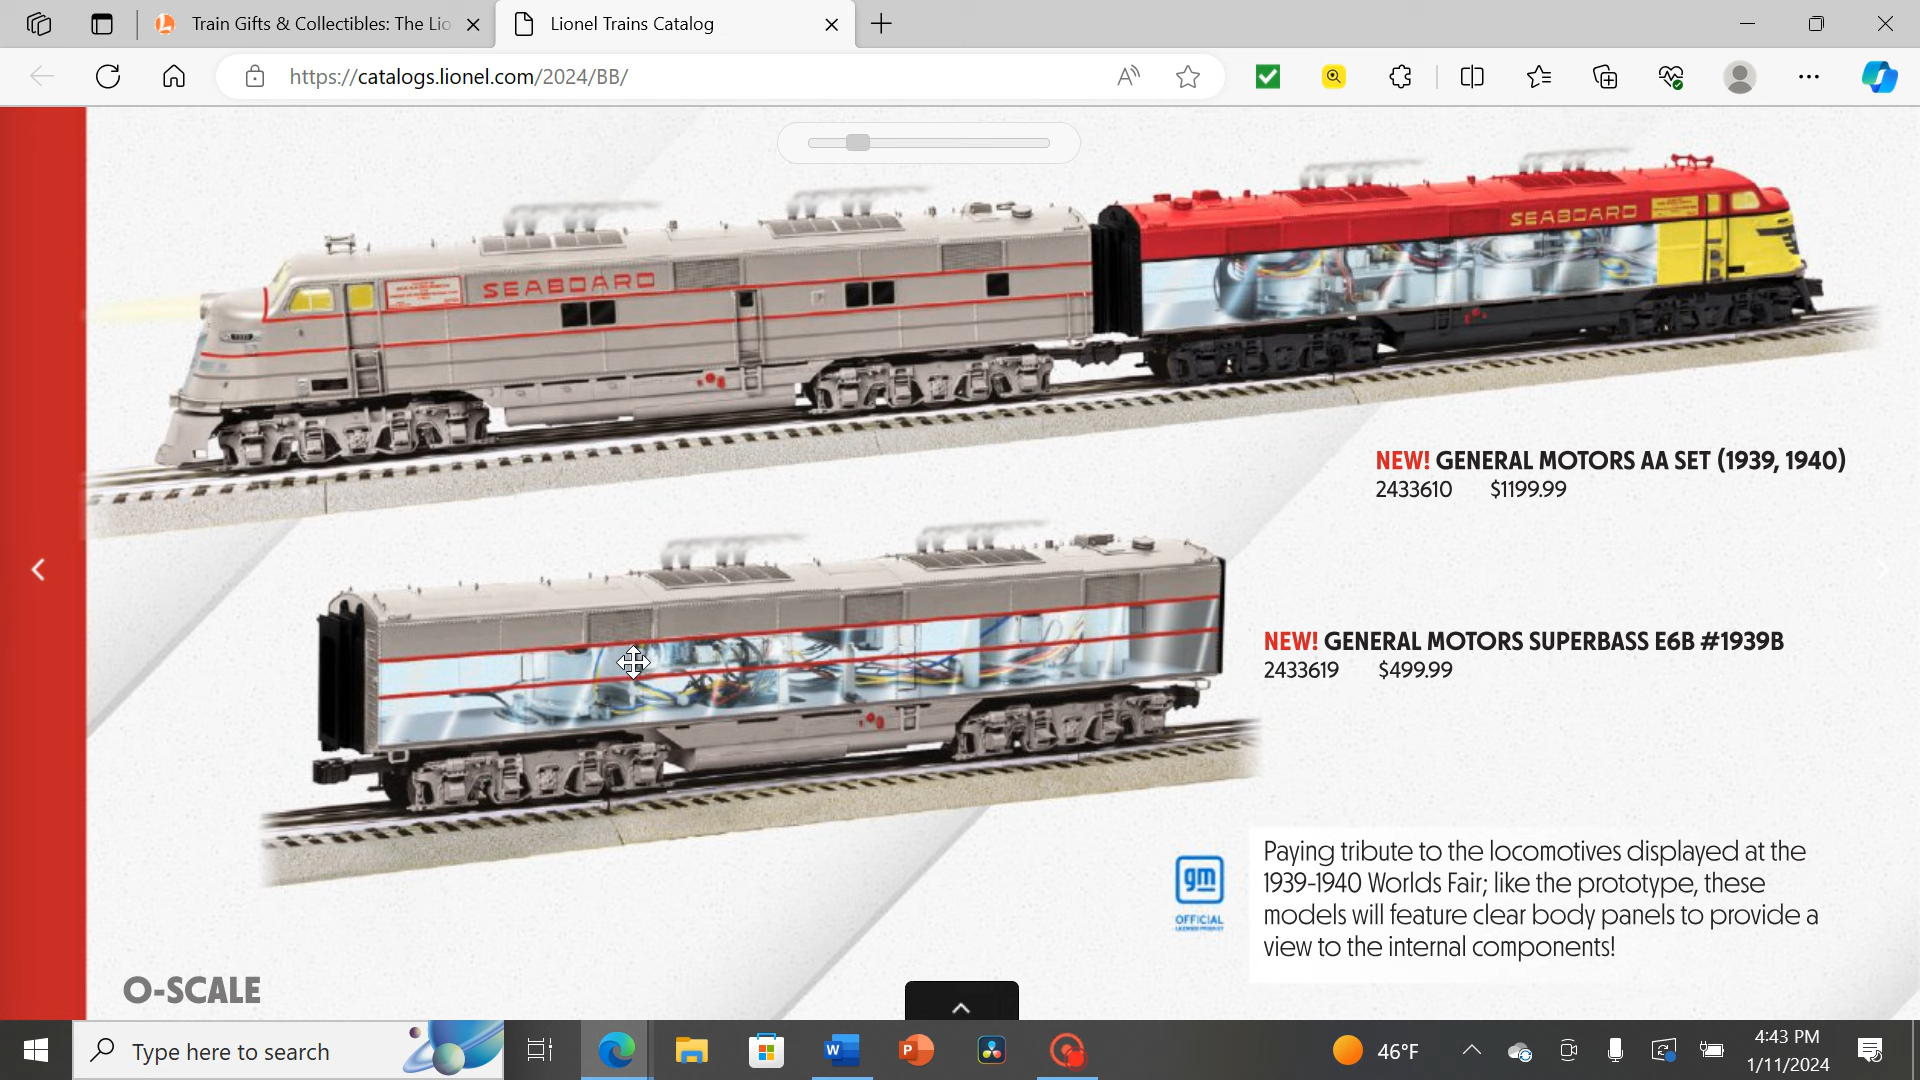 Train Gifts & Collectibles: The Lio
Lionel Trains Catalog
https://catalogs.lionel.com/2024/BB/
SEABOARD
SEABOARD
NEW! GENERAL MOTORS AA SET (1939, 1940)
2433610 $1199.99
NEW! GENERAL MOTORS SUPERBASS E6B #1939B
2433619 $499.99
gm
OFFICIAL
LICENSED PRODUCT
Paying tribute to the locomotives displayed at the
1939-1940 Worlds Fair; like the prototype, these
models will feature clear body panels to provide a
view to the internal components!
O-SCALE
Type here to search
46°F
4:43 PM
1/11/2024